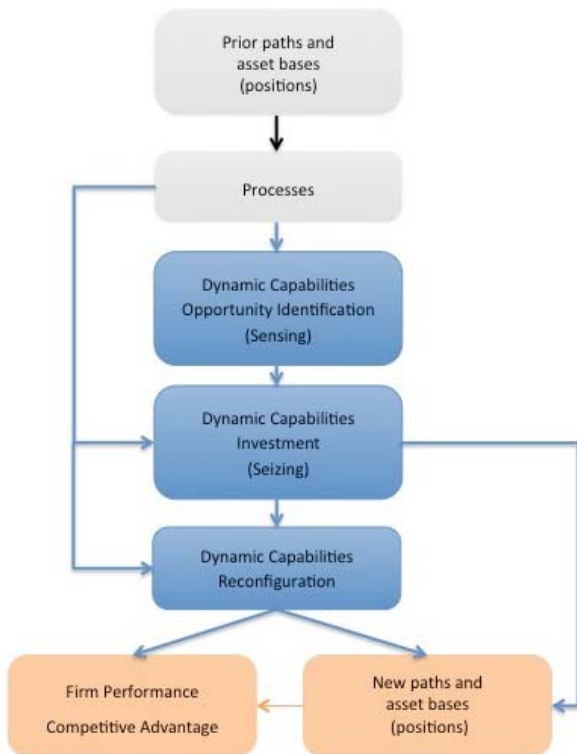 Prior paths and
asset bases
(positions)
Processes
Dynamic Capabilities
Opportunity Identification
(Sensing)
Dynamic Capabilities
Investment
(Seizing)
Dynamic Capabilities
Reconfiguration
Firm Performance
Competitive Advantage
New paths and
asset bases
(positions)